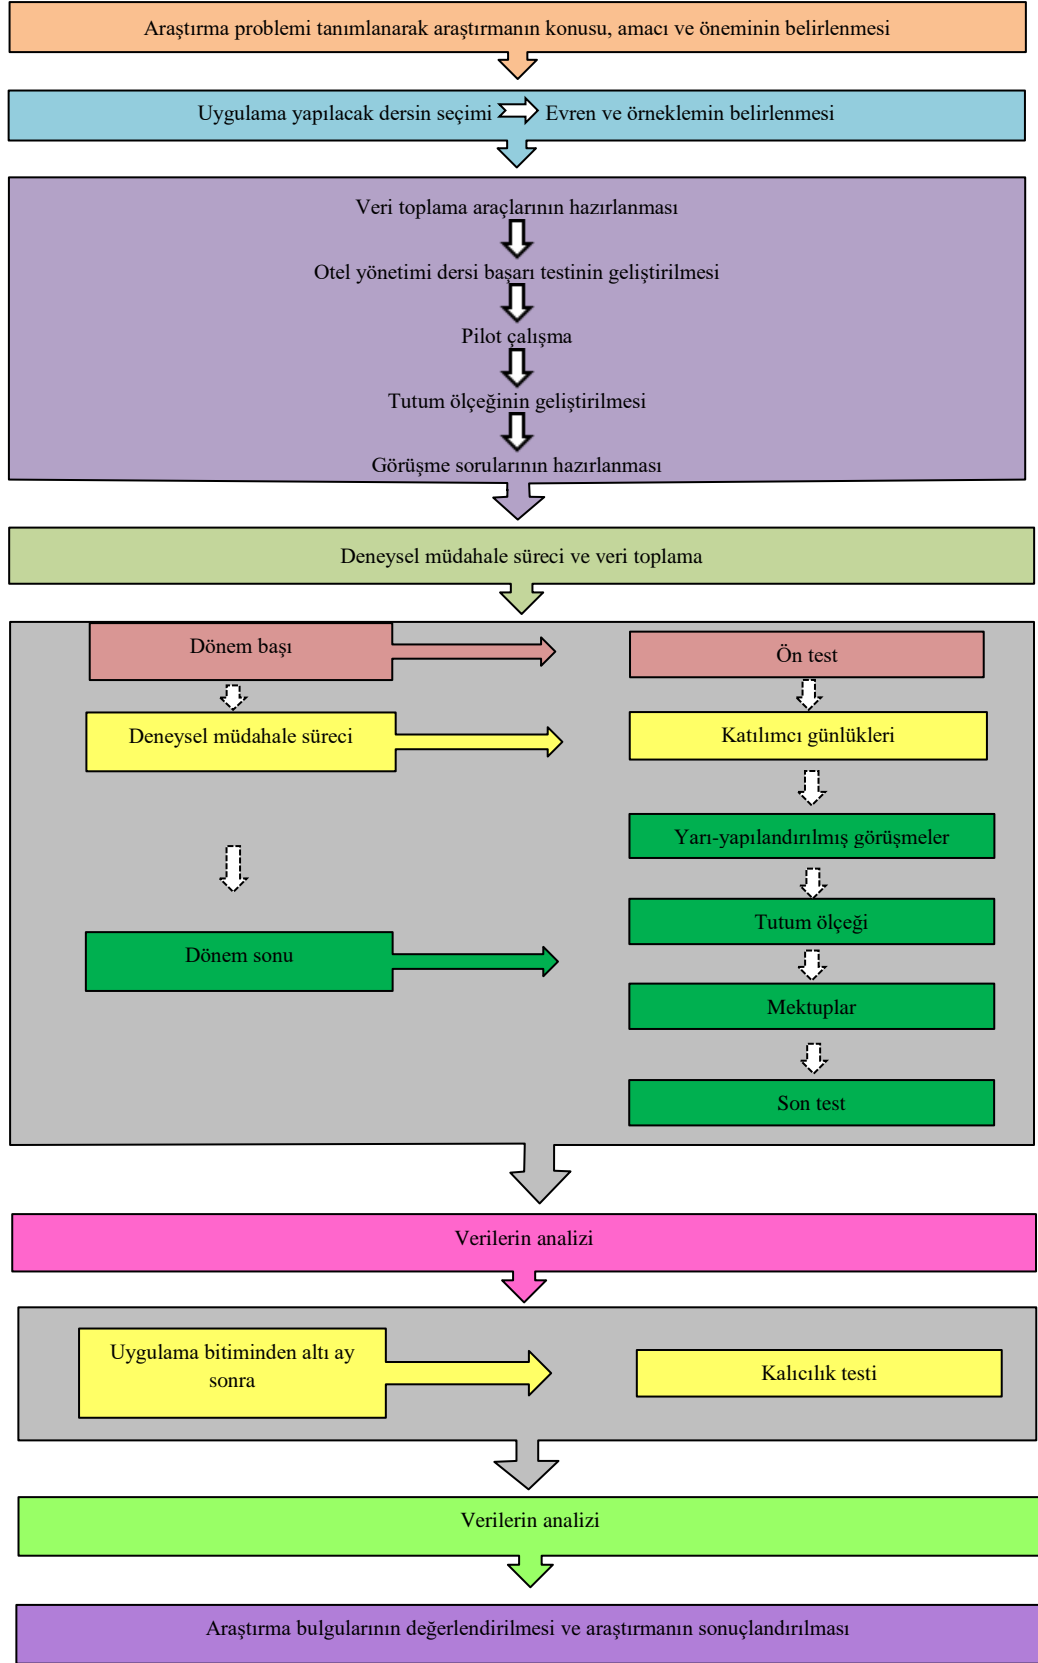 Araştırma problemi tanımlanarak araştırmanın konusu, amacı ve öneminin belirlenmesi
Uygulama yapılacak dersin seçimi Evren ve örneklemin belirlenmesi
Veri toplama araçlarının hazırlanması
Otel yönetimi dersi başarı testinin geliştirilmesi
Pilot çalışma
Tutum ölçeğinin geliştirilmesi
Görüşme sorularının hazırlanması
Deneysel müdahale süreci ve veri toplama
Dönem başı
Ön test
Deneysel müdahale süreci
Katılımcı günlükleri
Yarı-yapılandırılmış görüşmeler
Tutum ölçeği
Dönem sonu
Mektuplar
Son test
Verilerin analizi
Uygulama bitiminden altı ay
sonra
Kalıcılık testi
Verilerin analizi
Araştırma bulgularının değerlendirilmesi ve araştırmanın sonuçlandırılması